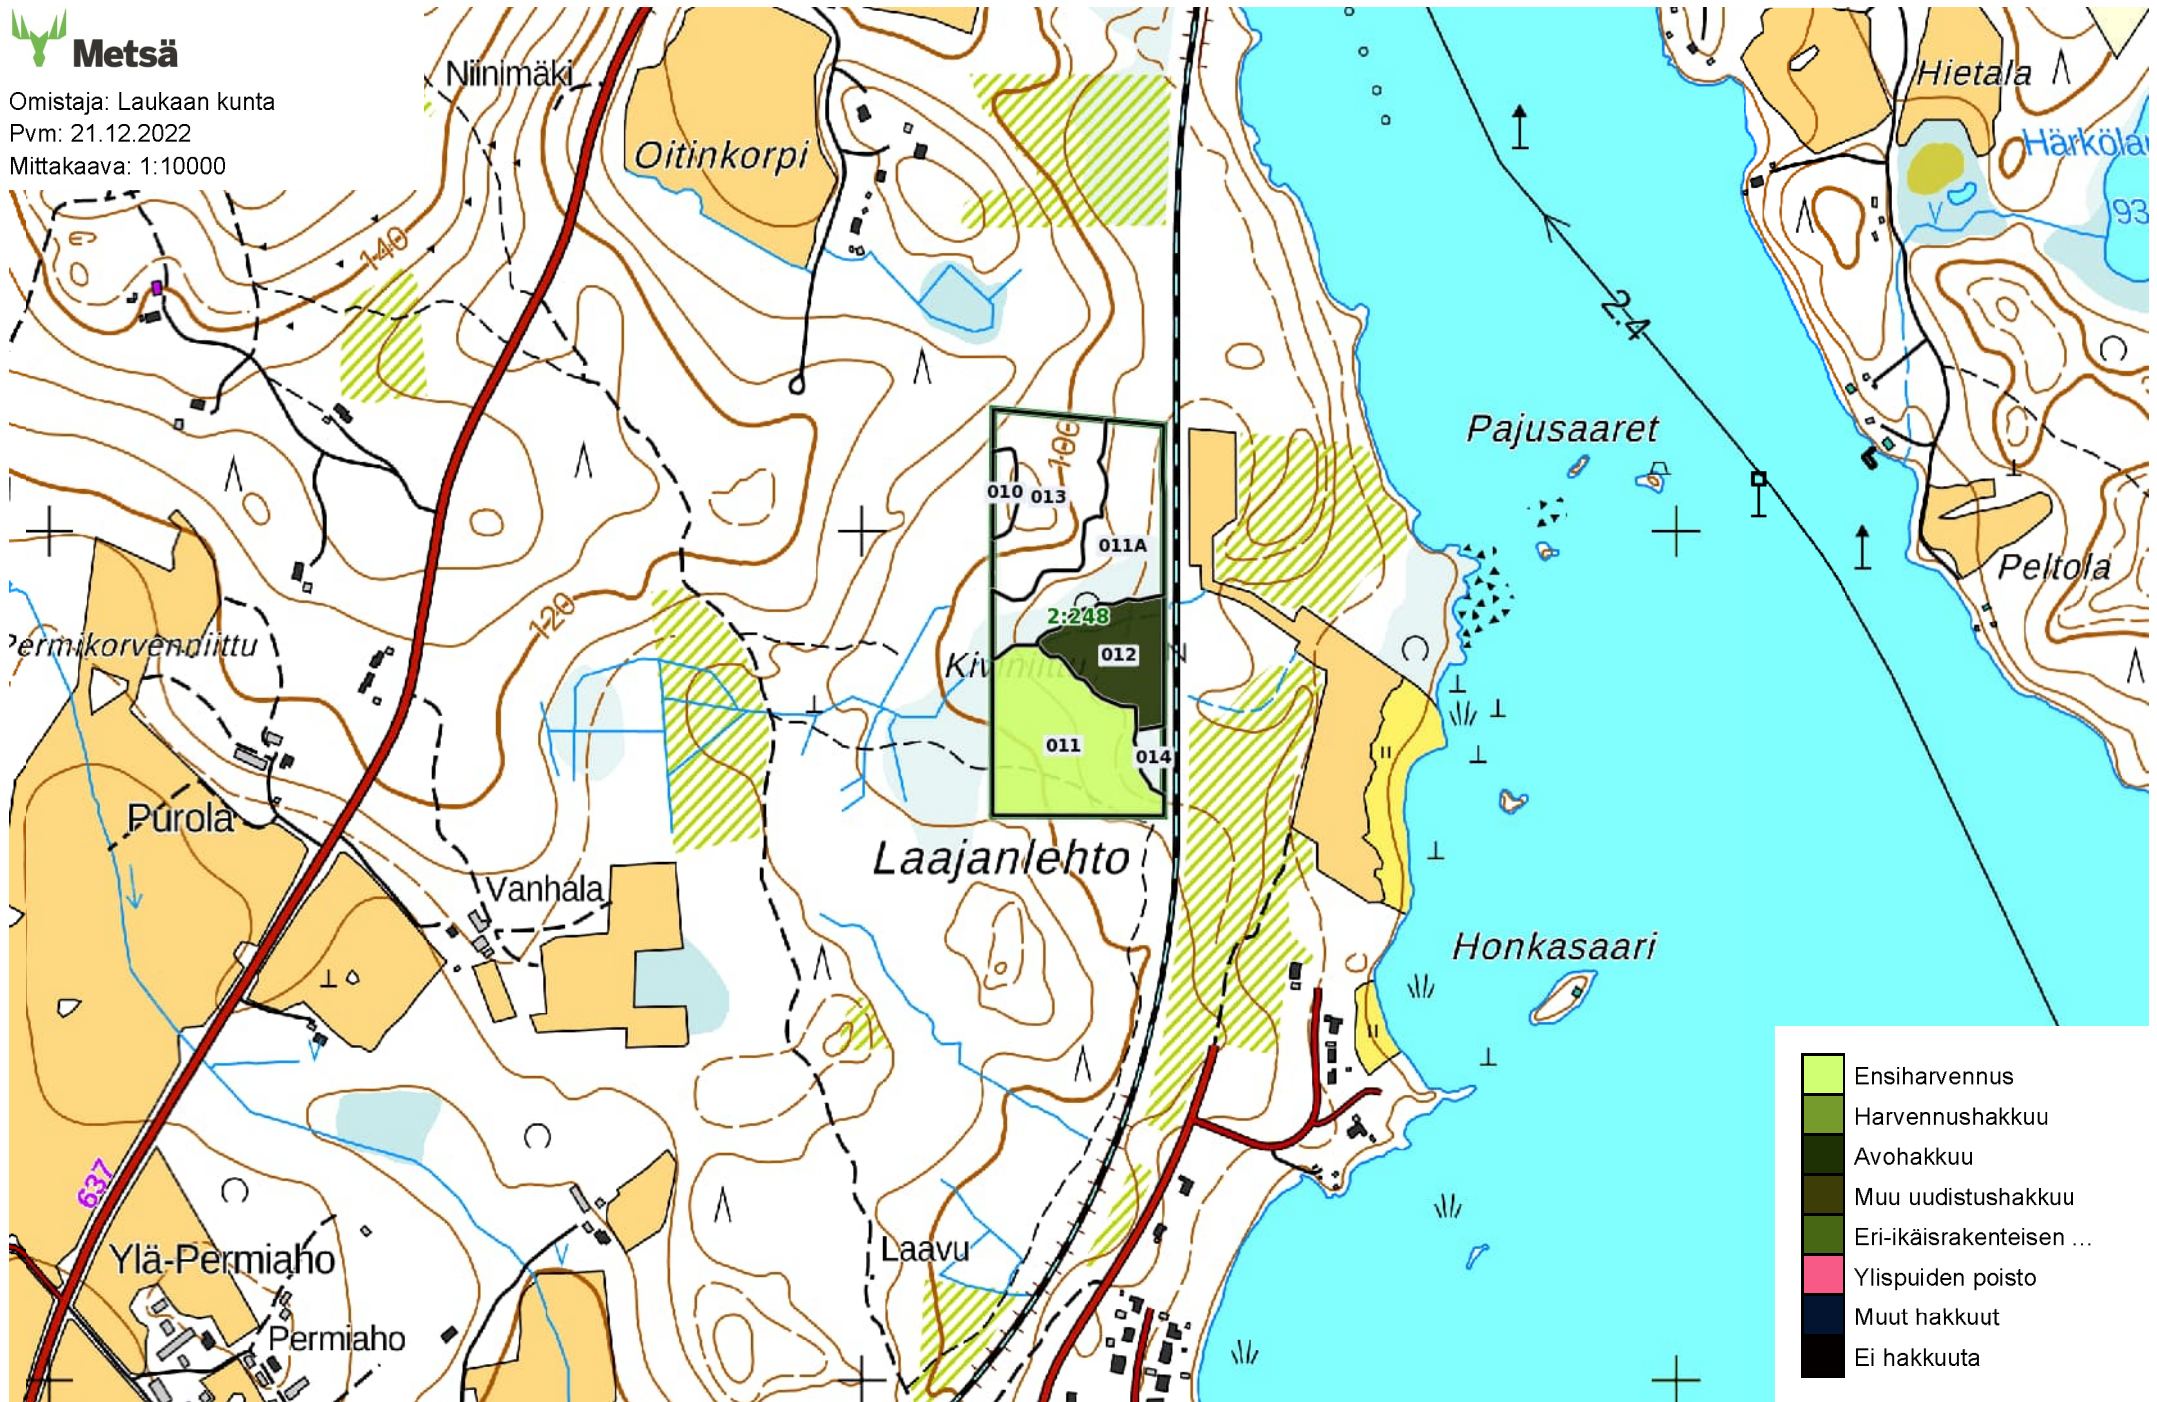 Metsä
Omistaja: Laukaan kunta
Pvm: 21.12.2022
Mittakaava: 1:10000
Niinimäki
Oitinkorpi
Hietala
140
2.4
Pajusaaret
100
010
013
011A
Peltola
120
2:248
012
011
014
Purola
Vanhala
Laajanlehto
Honkasaari
637
Ylä-Permiaho
Permiaho
Laavu
Ensiharvennus
Harvennushakkuu
Avohakkuu
Muu uudistushakkuu
Eri-ikäisrakenteisen ...
Ylispuiden poisto
Muut hakkuut
Ei hakkuuta